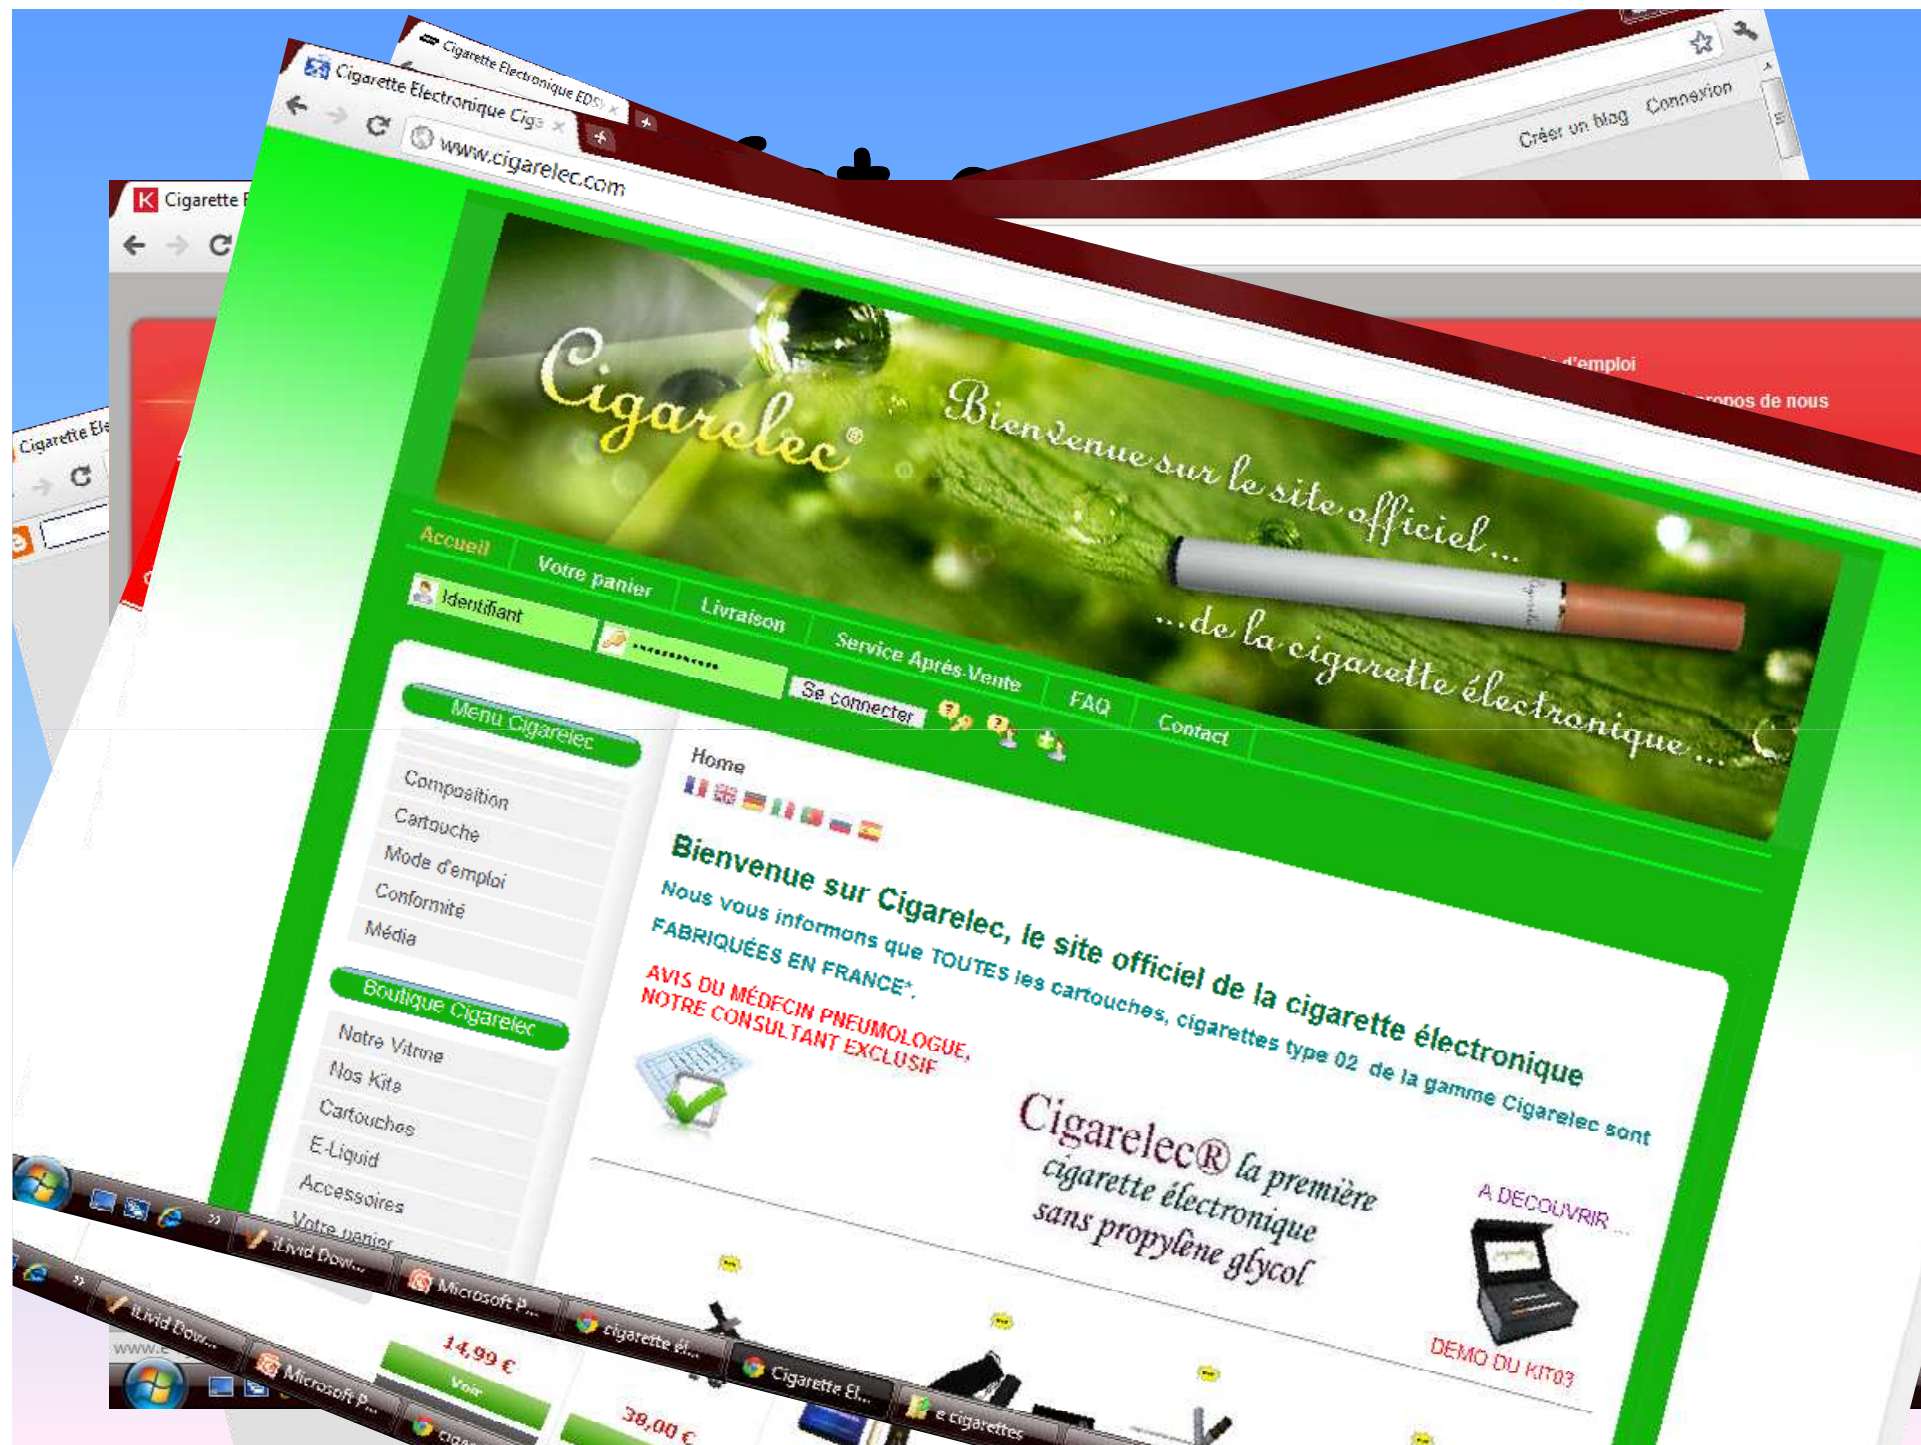 Cigarette Electronique EDS
Cigarette Electronique Ciga
www.cigarelec.com
Créer un blog Connexion
Cigarette E
d'emploi
propos de nous
Cigarette Ele
Cigarelec®
Bienvenue sur le site officiel...
...de la cigarette électronique...
Accueil Votre panier Livraison Service Après-Vente FAQ Contact
Identifiant
Se connecter
Menu Cigarelec
Composition
Cartouche
Mode d'emploi
Conformité
Média
Boutique Cigarelec
Notre Vitrine
Nos Kits
Cartouches
E-Liquid
Accessoires
Votre panier
Home
Bienvenue sur Cigarelec, le site officiel de la cigarette électronique
Nous vous informons que TOUTES les cartouches, cigarettes type 02 de la gamme Cigarelec sont
FABRIQUÉES EN FRANCE*.
AVIS DU MÉDECIN PNEUMOLOGUE,
NOTRE CONSULTANT EXCLUSIF
Cigarelec® la première
cigarette électronique
sans propylène glycol
A DECOUVRIR ...
DEMO DU KIT03
iLivid Dow... Microsoft P... cigarette él... Cigarette El... e cigarettes
iLivid Dow... Microsoft P...
www.e
14,99 €
Voir
38,00 €